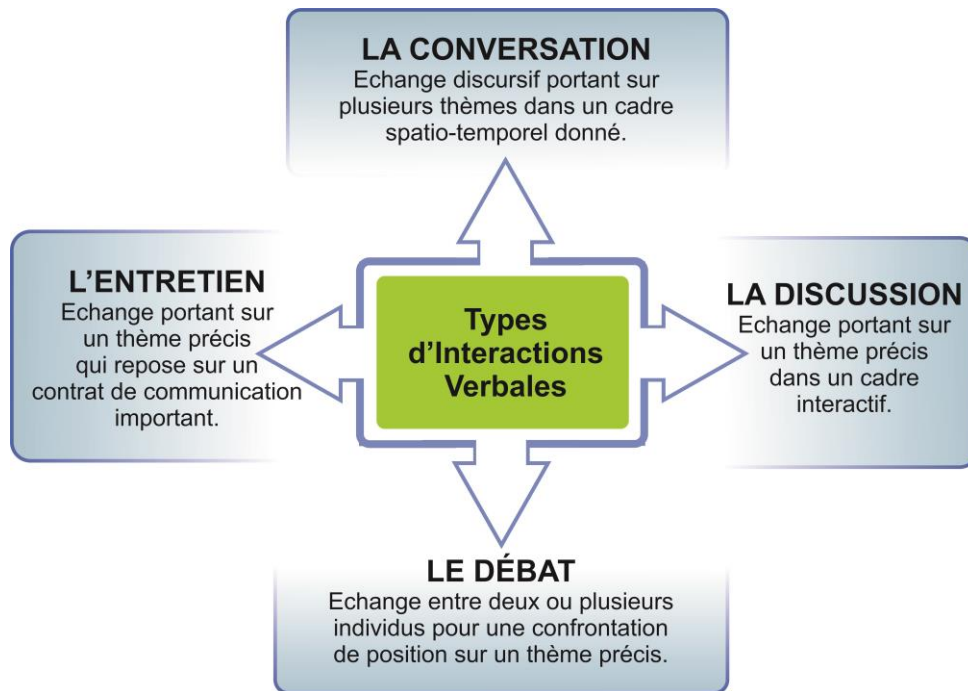 LA CONVERSATION
Echange discursif portant sur
plusieurs thèmes dans un cadre
spatio-temporel donné.
L'ENTRETIEN
Echange portant sur
un thème précis
qui repose sur un
contrat de communication
important.
Types
d'Interactions
Verbales
LA DISCUSSION
Echange portant sur
un thème précis
dans un cadre
interactif.
LE DÉBAT
Echange entre deux ou plusieurs
individus pour une confrontation
de position sur un thème précis.